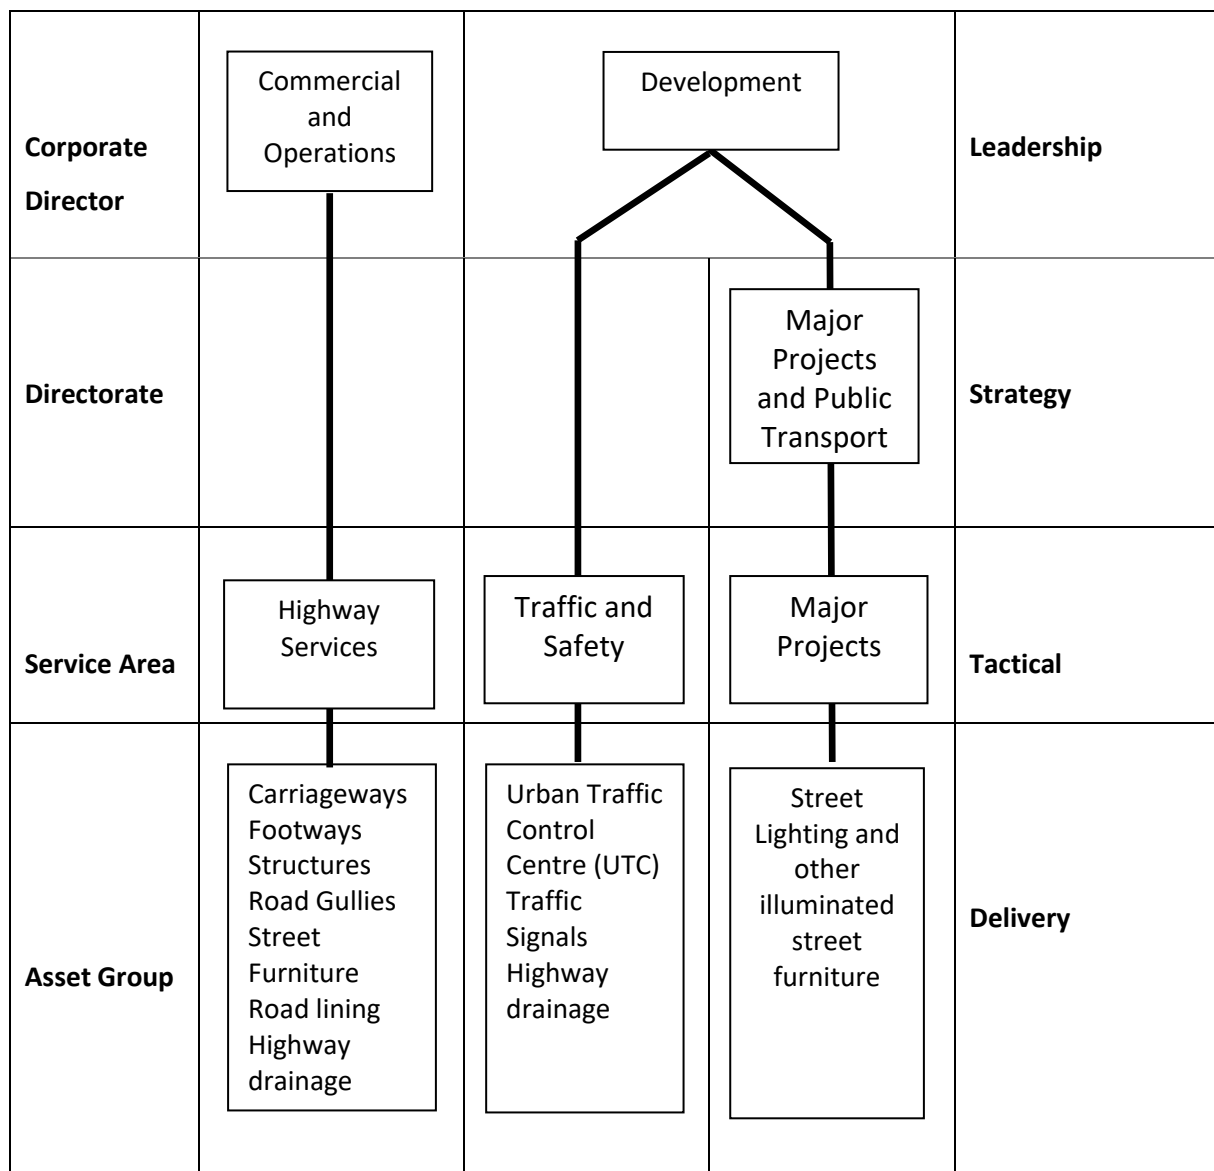 Corporate
Director
Commercial
and
Operations
Development
Leadership
Directorate
Major
Projects
and Public
Transport
Strategy
Service Area
Highway
Services
Traffic and
Safety
Major
Projects
Tactical
Asset Group
Carriageways
Footways
Structures
Road Gullies
Street
Furniture
Road lining
Highway
drainage
Urban Traffic
Control
Centre (UTC)
Traffic
Signals
Highway
drainage
Street
Lighting and
other
illuminated
street
furniture
Delivery